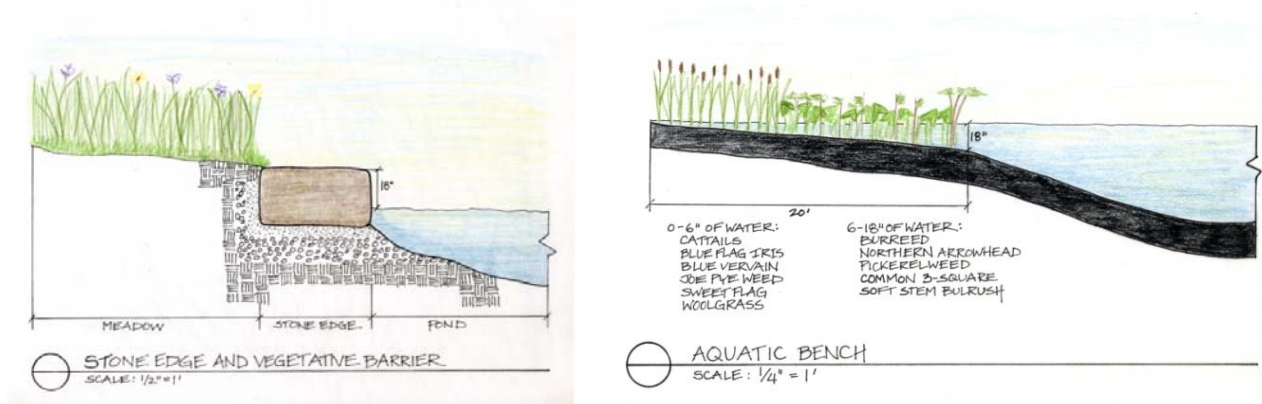 18"
MEADOW
STONE EDGE
POND
STONE EDGE AND VEGETATIVE BARRIER
SCALE: 1/2"=1'
18"
20'
0-6" OF WATER:
CATTAILS
BLUE FLAG IRIS
BLUE VERVAIN
JOE PYE WEED
SWEET FLAG
WOOLGRASS
6-18" OF WATER:
BURREED
NORTHERN ARROWHEAD
PICKERELWEED
COMMON 3-SQUARE
SOFT STEM BULRUSH
AQUATIC BENCH
SCALE: 1/4" = 1'